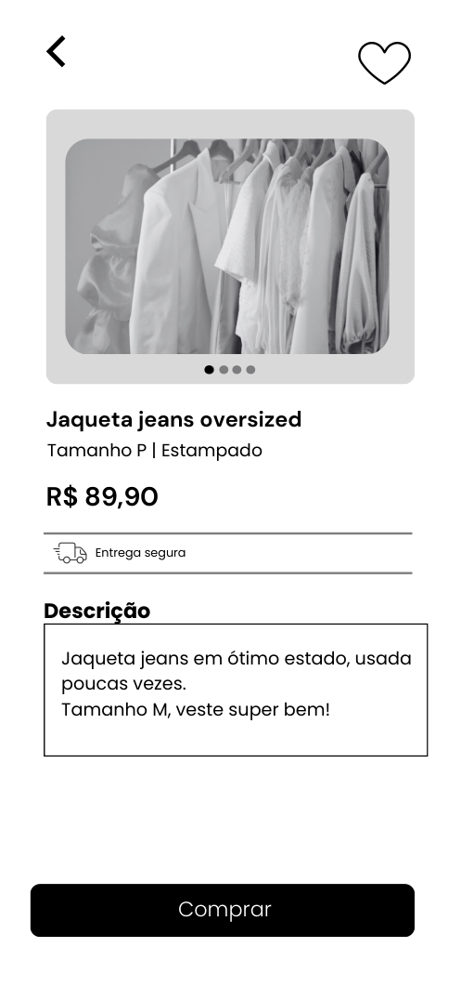 Jaqueta jeans oversized
Tamanho P | Estampado
R$ 89,90
Entrega segura
Descrição
Jaqueta jeans em ótimo estado, usada
poucas vezes.
Tamanho M, veste super bem!
Comprar